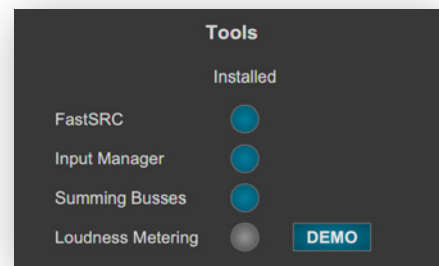 Tools
Installed
FastSRC
Input Manager
Summing Busses
Loudness Metering DEMO